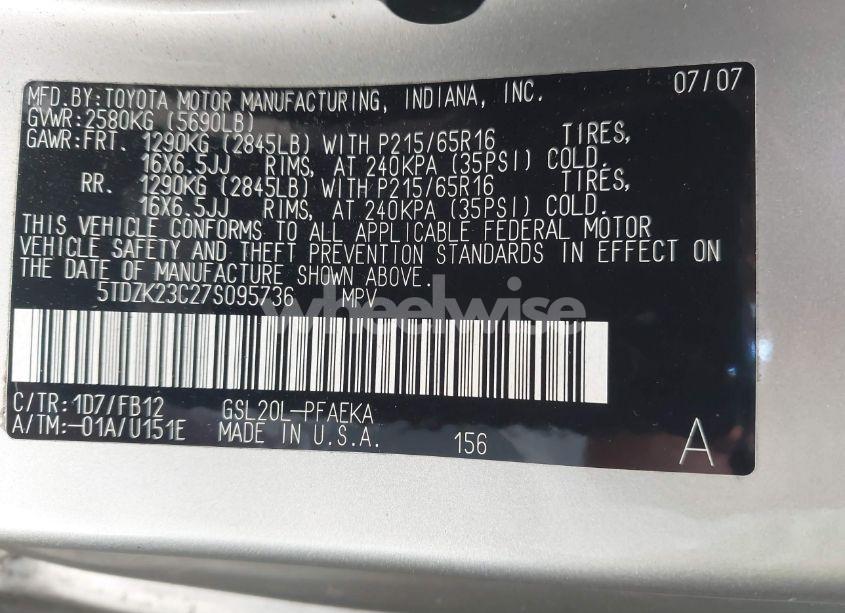 MFD.BY:TOYOTA MOTOR MANUFACTURING, INDIANA, INC. 07/07
GVWR:2580KG (5690LB)
GAWR:FRT. 1290KG (2845LB) WITH P215/65R16 TIRES,
16X6.5JJ RIMS, AT 240KPA (35PSI) COLD.
RR. 1290KG (2845LB) WITH P215/65R16 TIRES,
16X6.5JJ RIMS, AT 240KPA (35PSI) COLD.
THIS VEHICLE CONFORMS TO ALL APPLICABLE FEDERAL MOTOR
VEHICLE SAFETY AND THEFT PREVENTION STANDARDS IN EFFECT ON
THE DATE OF MANUFACTURE SHOWN ABOVE.
5TDZK23C27S095736 MPV
wheelwise
C/TR:1D7/FB12 GSL20L-PFAEKA
A/TM:-01A/U151E MADE IN U.S.A. 156 A